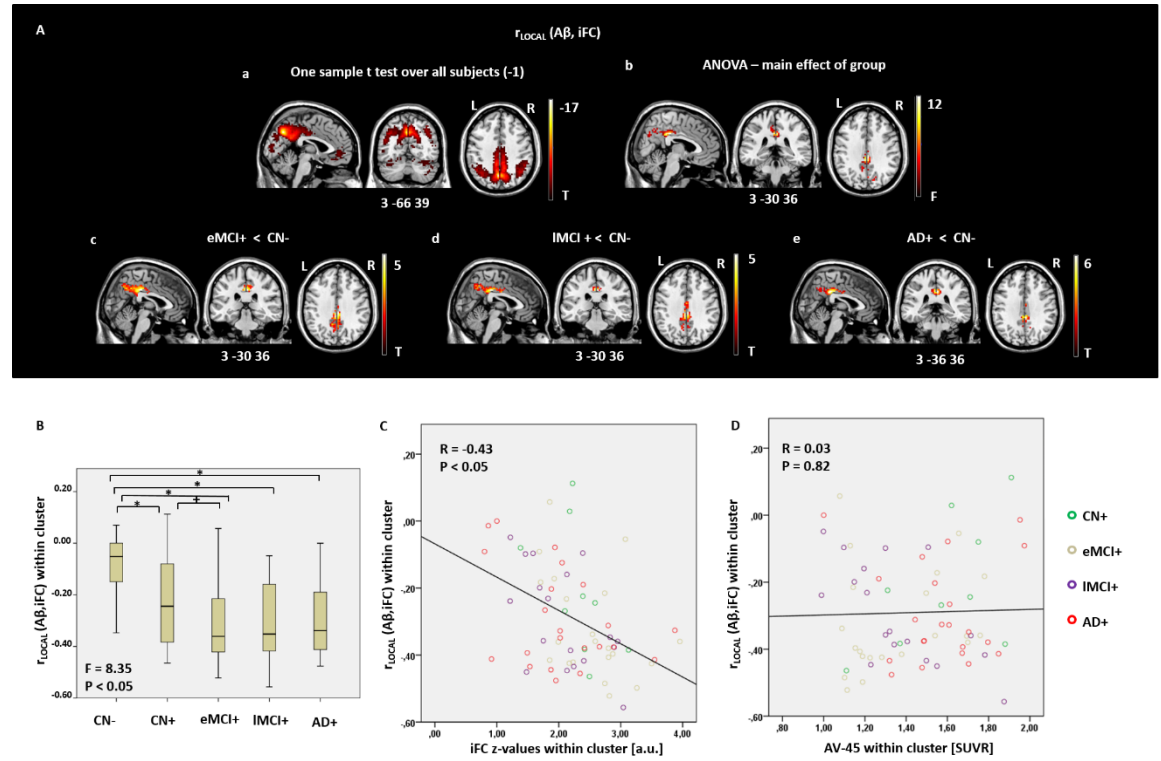 A
r_LOCAL (Aβ, iFC)
a
One sample t test over all subjects (-1)
L
R
-17
T
3 -66 39
b
ANOVA – main effect of group
L
R
12
F
3 -30 36
c
eMCI+ < CN-
L
R
5
T
3 -30 36
d
lMCI + < CN-
L
R
5
T
3 -30 36
e
AD+ < CN-
L
R
6
T
3 -36 36
B
r_LOCAL (Aβ,iFC) within cluster
0.20
0.00
-0.20
-0.40
-0.60
*
*
*
*
+
F = 8.35
P < 0.05
CN-
CN+
eMCI+
lMCI+
AD+
C
R = -0.43
P < 0.05
r_LOCAL (Aβ,iFC) within cluster
,20
,00
-,20
-,40
-,60
,00
1,00
2,00
3,00
4,00
iFC z-values within cluster [a.u.]
D
R = 0.03
P = 0.82
r_LOCAL (Aβ,iFC) within cluster
,20
,00
-,20
-,40
-,60
,80
1,00
1,20
1,40
1,60
1,80
2,00
AV-45 within cluster [SUVR]
CN+
eMCI+
lMCI+
AD+